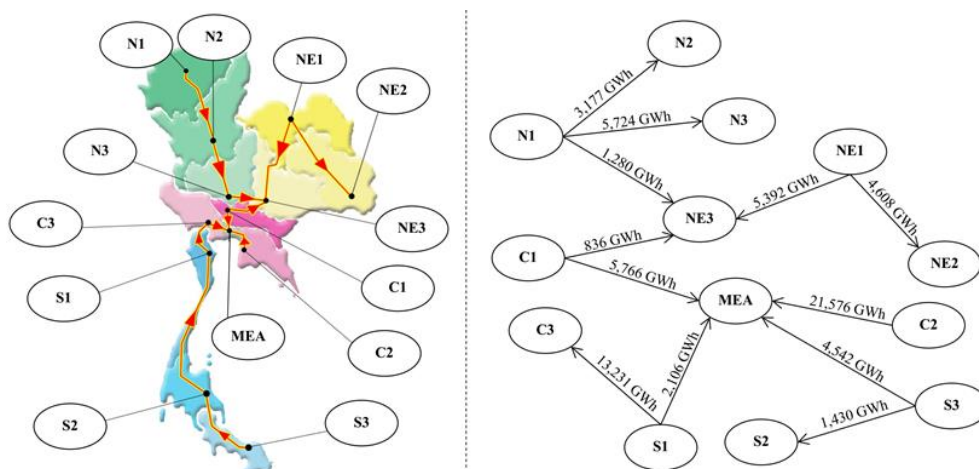 N1
N2
NE1
NE2
N3
C3
NE3
S1
C1
MEA
C2
S2
S3
N2
3,177 GWh
N1
5,724 GWh
N3
1,280 GWh
NE1
5,392 GWh
4,608 GWh
NE3
836 GWh
C1
NE2
5,766 GWh
MEA
21,576 GWh
C3
C2
13,231 GWh
2,106 GWh
4,542 GWh
S3
1,430 GWh
S1
S2